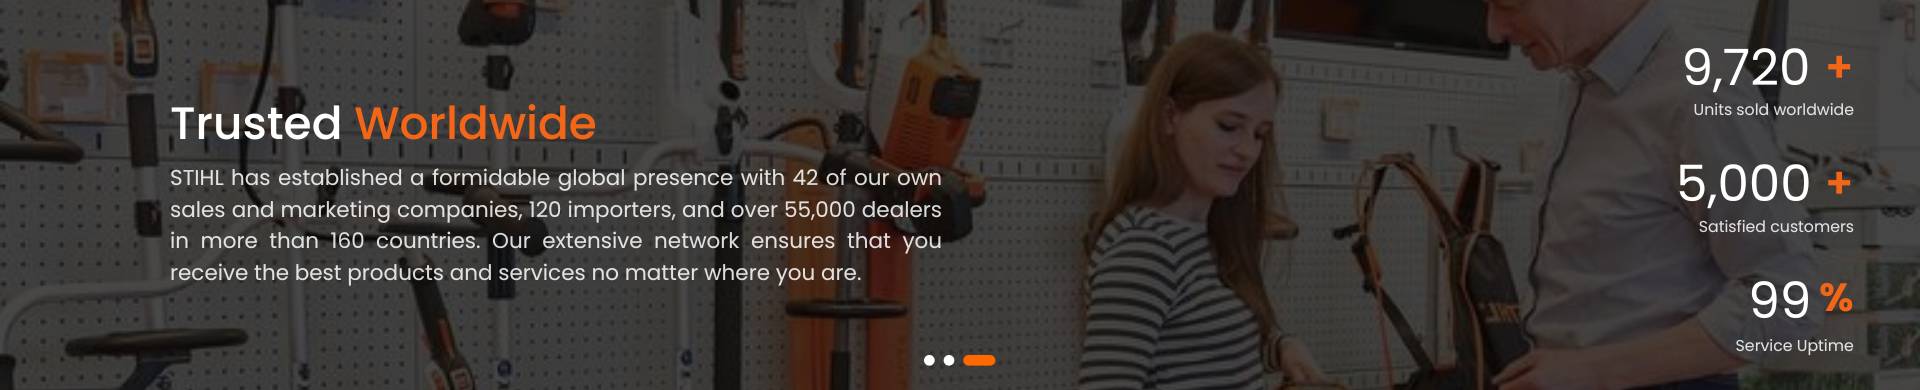 Trusted Worldwide
STIHL has established a formidable global presence with 42 of our own
sales and marketing companies, 120 importers, and over 55,000 dealers
in more than 160 countries. Our extensive network ensures that you
receive the best products and services no matter where you are.
9,720 +
Units sold worldwide
5,000 +
Satisfied customers
99 %
Service Uptime